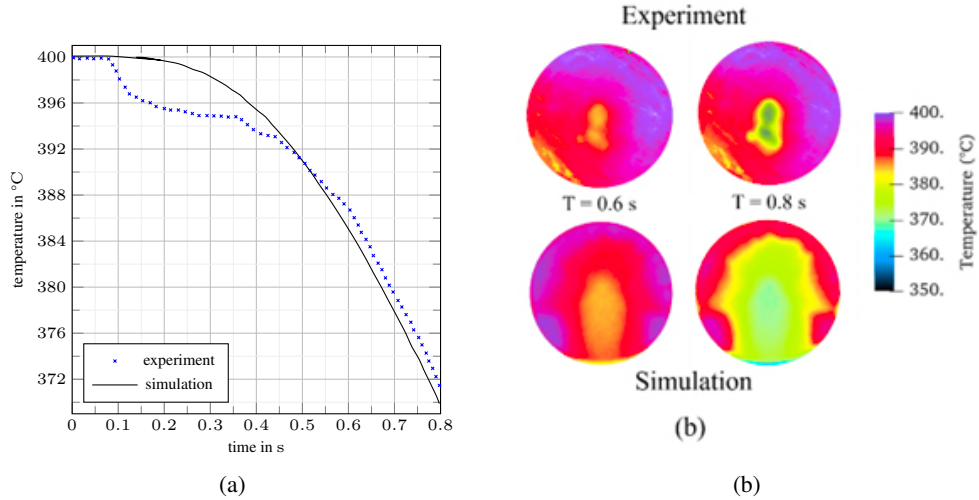 400
396
392
388
384
380
376
372
temperature in °C
experiment
simulation
0 0.1 0.2 0.3 0.4 0.5 0.6 0.7 0.8
time in s
(a)
Experiment
T = 0.6 s T = 0.8 s
400.
390.
380.
370.
360.
350.
Temperature (°C)
Simulation
(b)
(b)